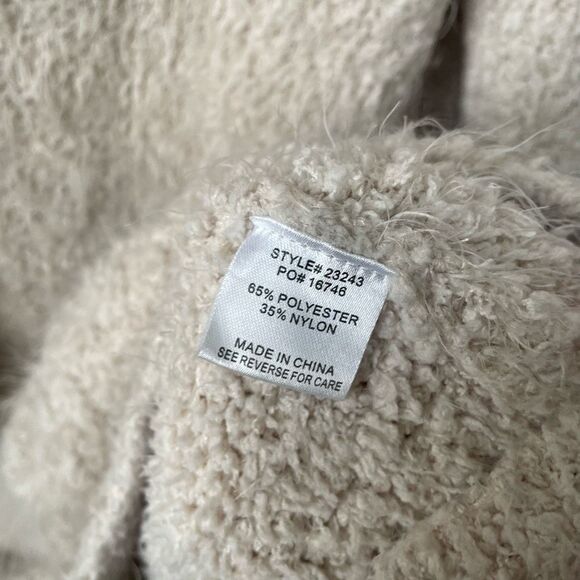 STYLE# 23243
PO# 16746
65% POLYESTER
35% NYLON
MADE IN CHINA
SEE REVERSE FOR CARE